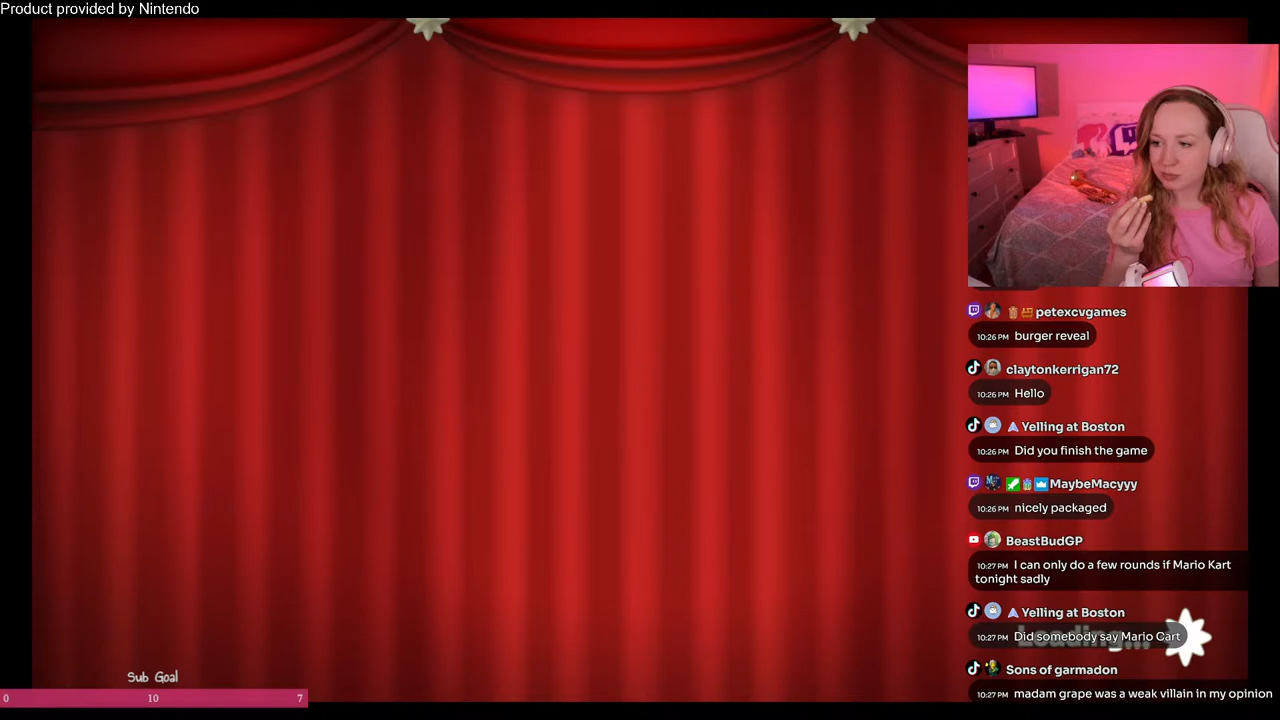 Product provided by Nintendo
petexcvgames
10:26 PM burger reveal
claytonkerrigan72
10:26 PM Hello
Yelling at Boston
10:26 PM Did you finish the game
MaybeMacyyy
10:26 PM nicely packaged
BeastBudGP
10:27 PM I can only do a few rounds if Mario Kart
tonight sadly
Yelling at Boston
Loading...
10:27 PM Did somebody say Mario Cart
Sons of garmadon
10:27 PM madam grape was a weak villain in my opinion
Sub Goal
0 10 7